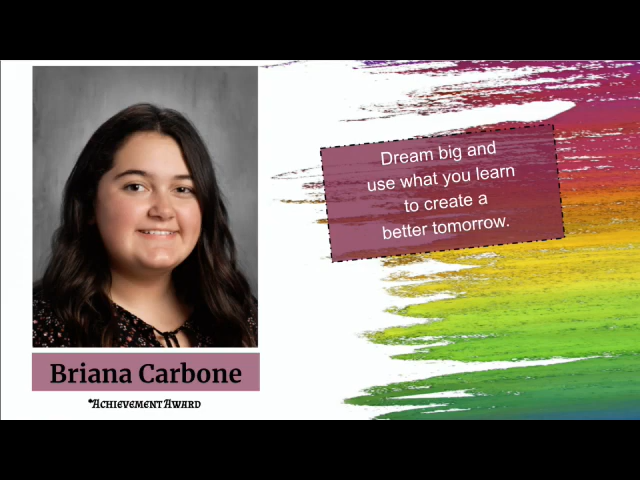 Dream big and
use what you learn
to create a
better tomorrow.
Briana Carbone
*Achievement Award